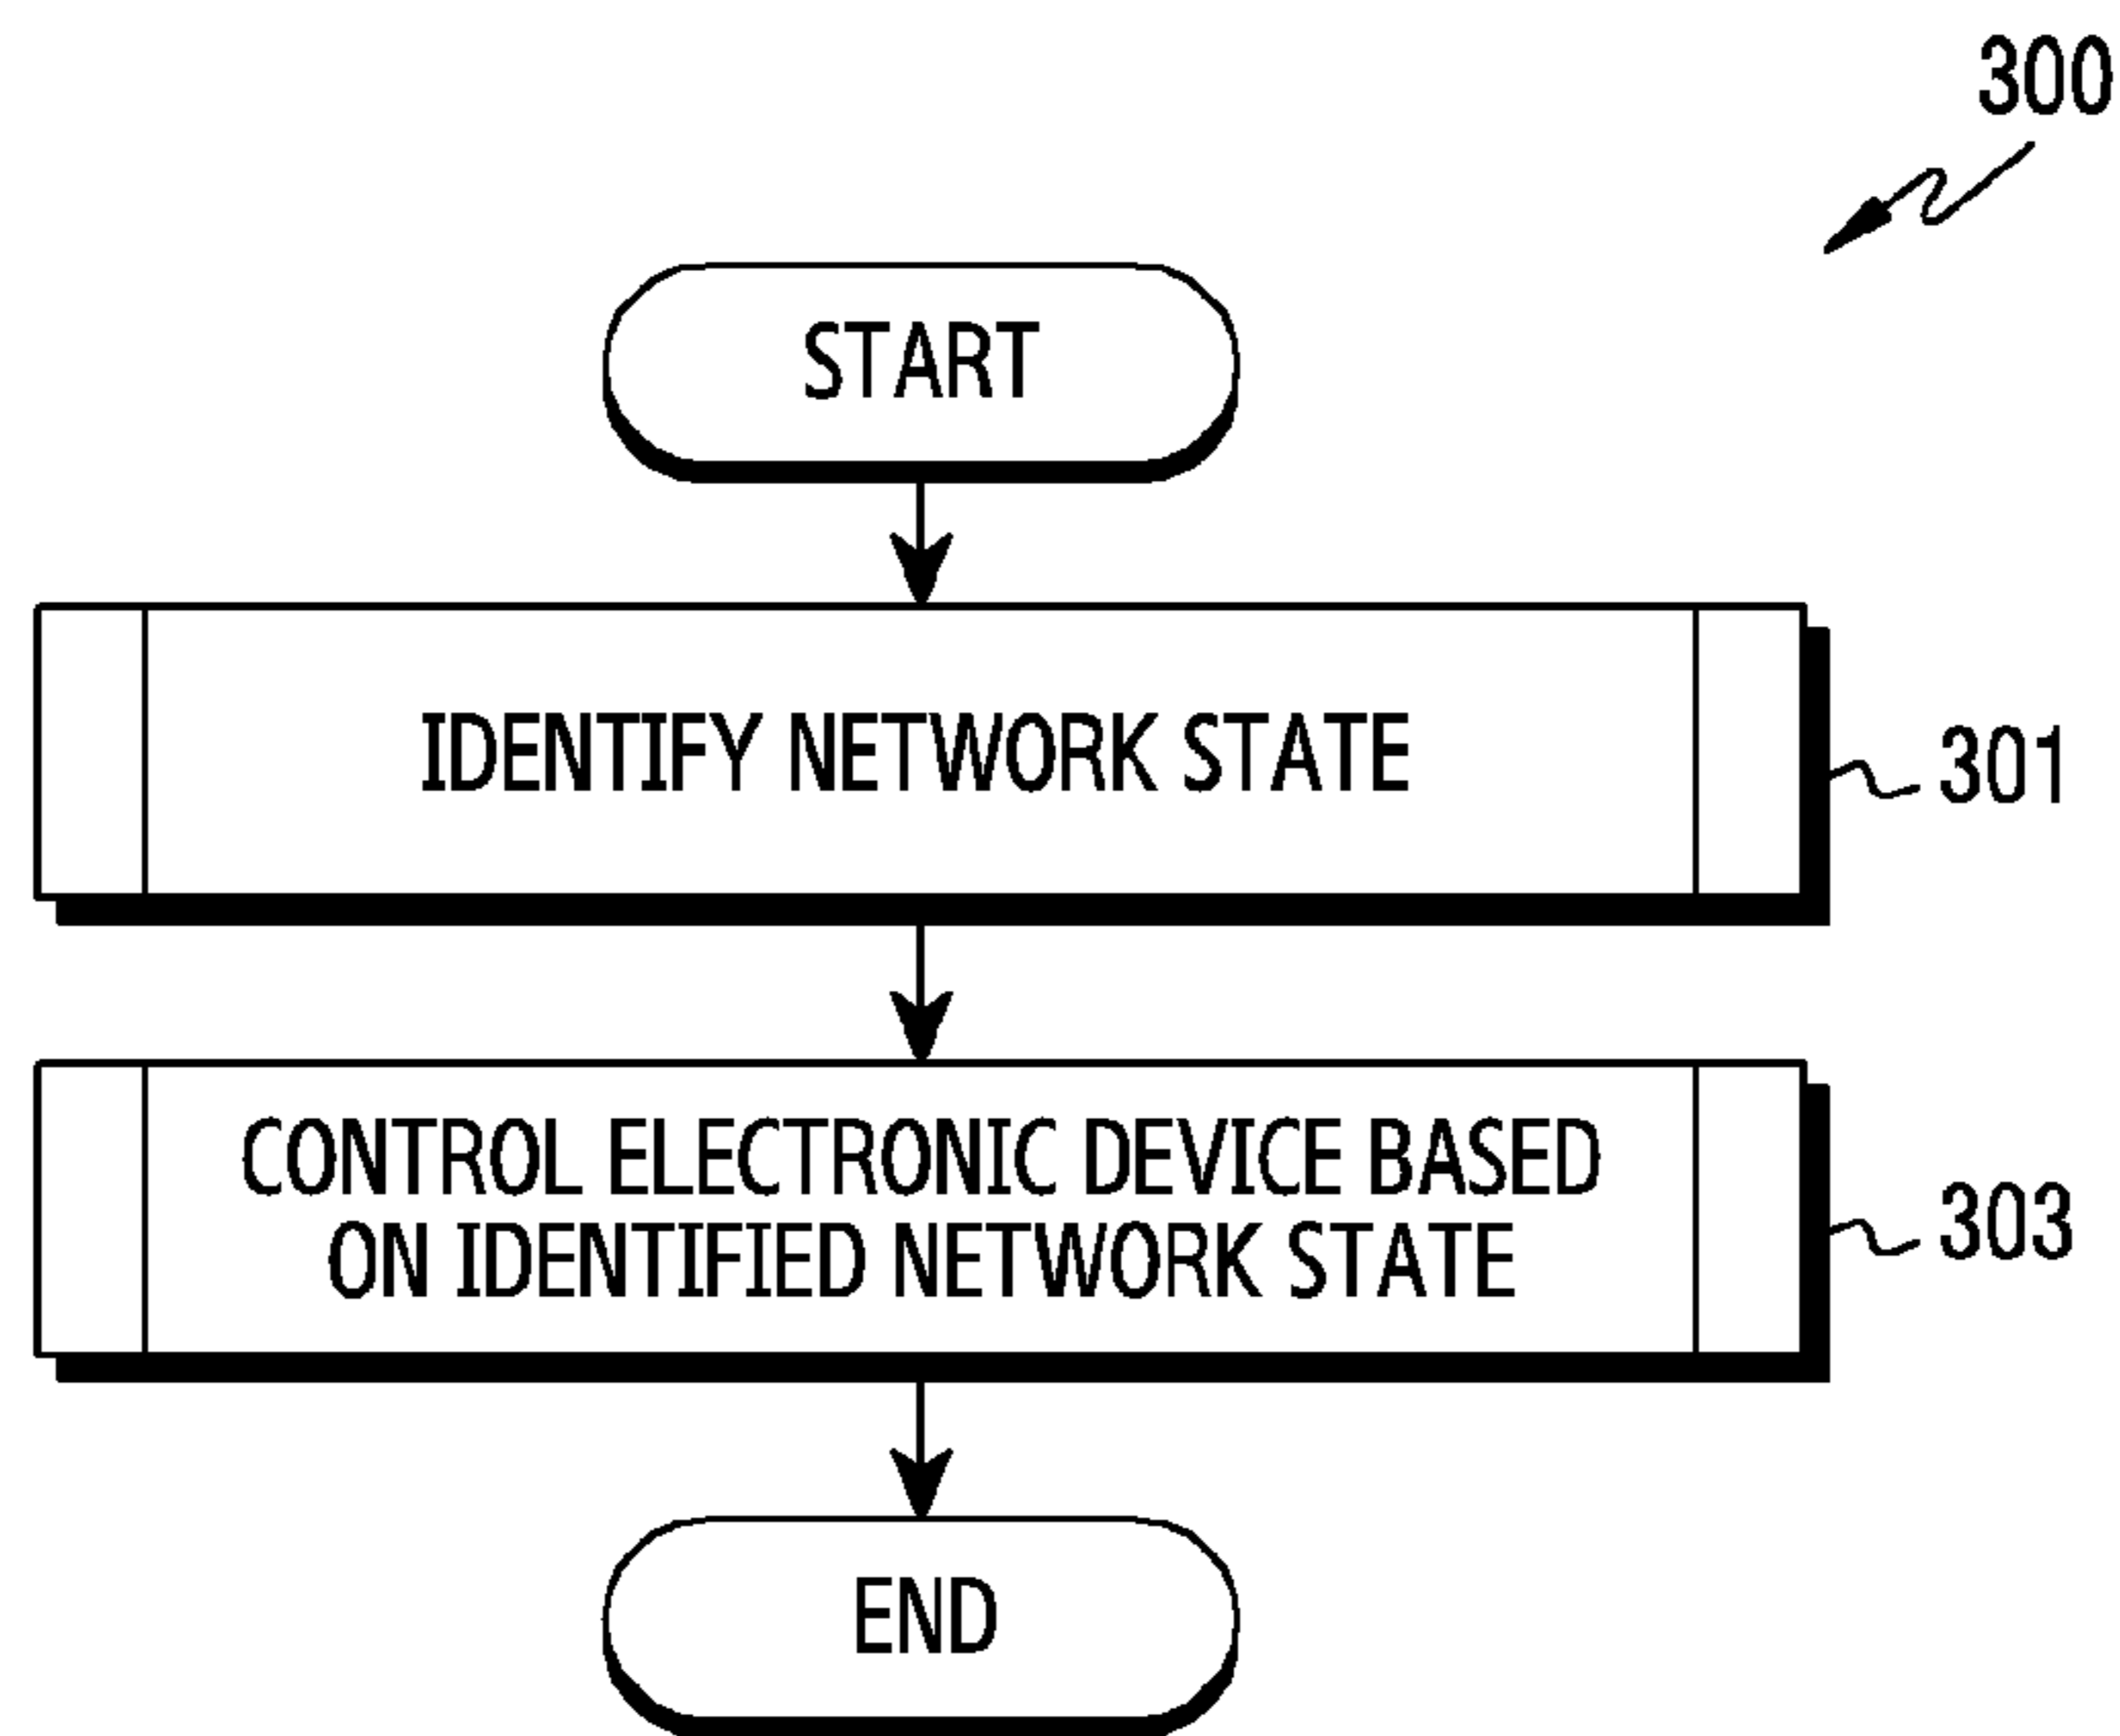 300
START
IDENTIFY NETWORK STATE
301
CONTROL ELECTRONIC DEVICE BASED
ON IDENTIFIED NETWORK STATE
303
END